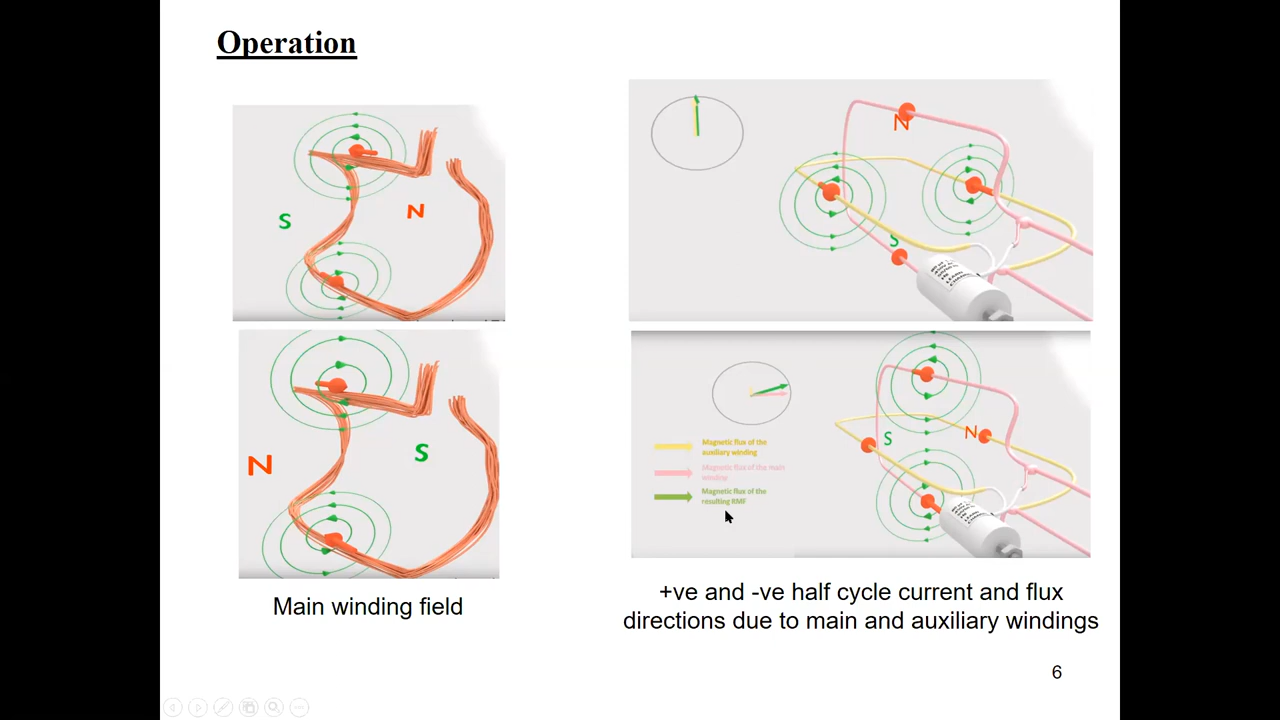 Operation
S
N
N
S
Main winding field
N
S
S
N
Magnetic flux of the
auxiliary winding
Magnetic flux of the main
winding
Magnetic flux of the
resulting RMF
+ve and -ve half cycle current and flux
directions due to main and auxiliary windings
6